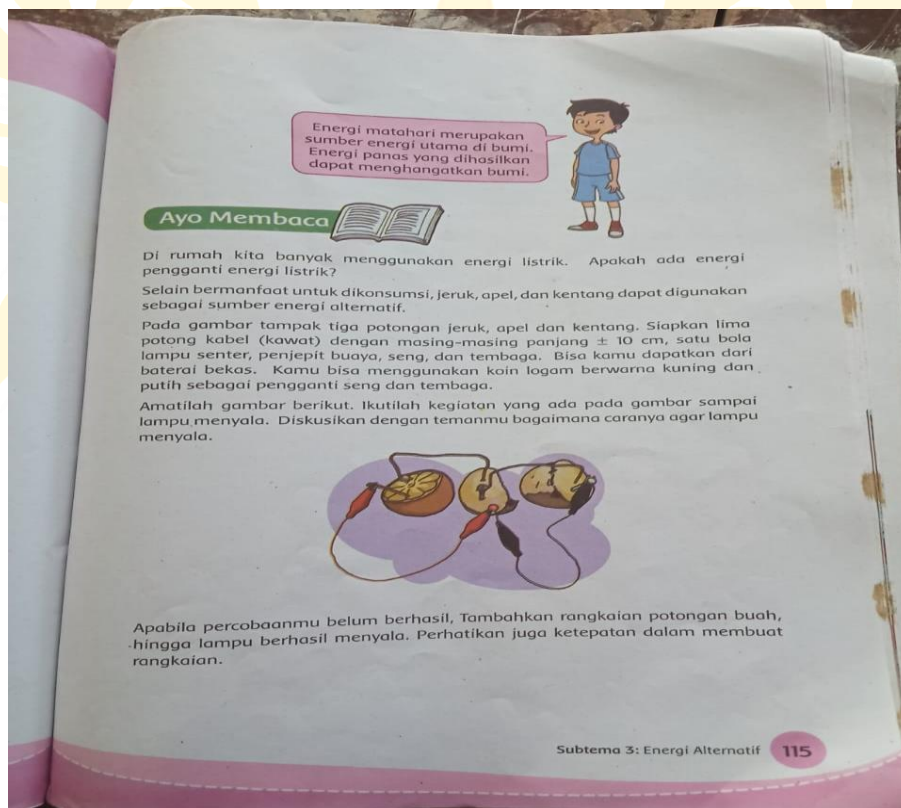 Energi matahari merupakan
sumber energi utama di bumi.
Energi panas yang dihasilkan
dapat menghangatkan bumi.
Ayo Membaca
Di rumah kita banyak menggunakan energi listrik. Apakah ada energi
pengganti energi listrik?
Selain bermanfaat untuk dikonsumsi, jeruk, apel, dan kentang dapat digunakan
sebagai sumber energi alternatif.
Pada gambar tampak tiga potongan jeruk, apel dan kentang. Siapkan lima
potong kabel (kawat) dengan masing-masing panjang ± 10 cm, satu bola
lampu senter, penjepit buaya, seng, dan tembaga. Bisa kamu dapatkan dari
baterai bekas. Kamu bisa menggunakan koin logam berwarna kuning dan
putih sebagai pengganti seng dan tembaga.
Amatilah gambar berikut. Ikutilah kegiatan yang ada pada gambar sampai
lampu menyala. Diskusikan dengan temanmu bagaimana caranya agar lampu
menyala.
Apabila percobaanmu belum berhasil, Tambahkan rangkaian potongan buah,
hingga lampu berhasil menyala. Perhatikan juga ketepatan dalam membuat
rangkaian.
Subtema 3: Energi Alternatif 115